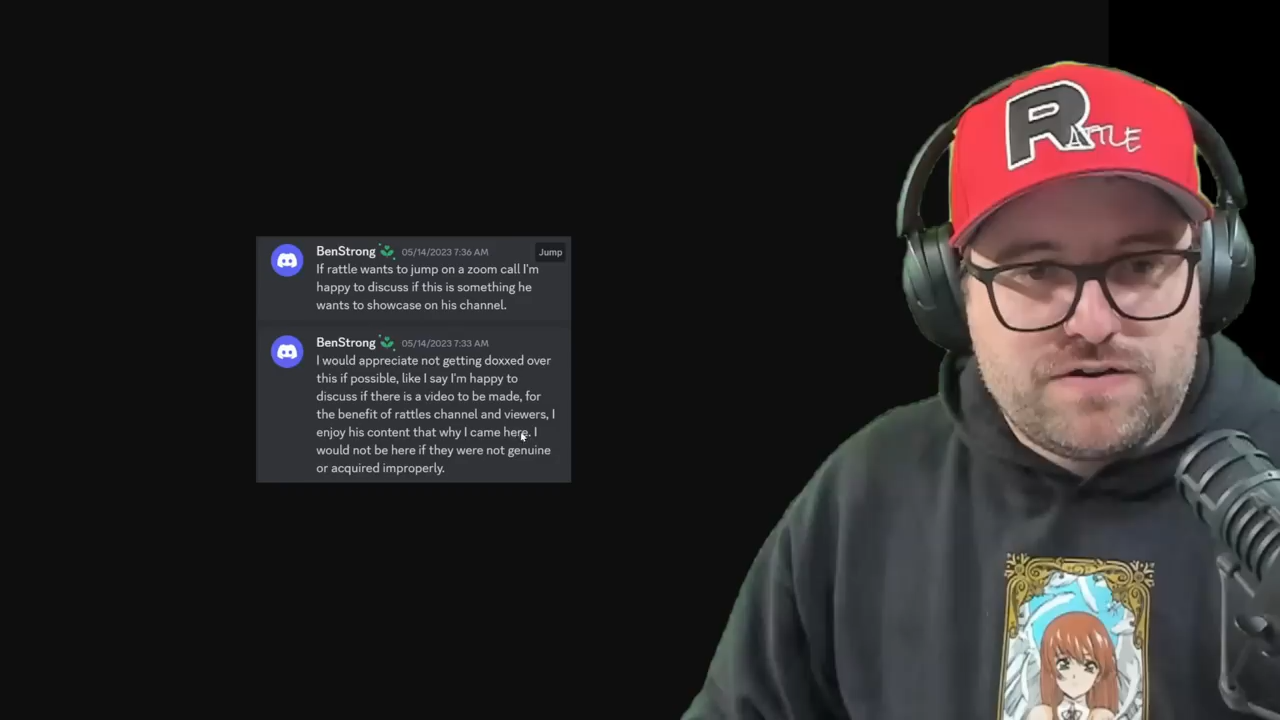 BenStrong 05/14/2023 7:36 AM Jump
If rattle wants to jump on a zoom call I'm
happy to discuss if this is something he
wants to showcase on his channel.
BenStrong 05/14/2023 7:33 AM
I would appreciate not getting doxxed over
this if possible, like I say I'm happy to
discuss if there is a video to be made, for
the benefit of rattles channel and viewers, I
enjoy his content that why I came here. I
would not be here if they were not genuine
or acquired improperly.
RATTLE